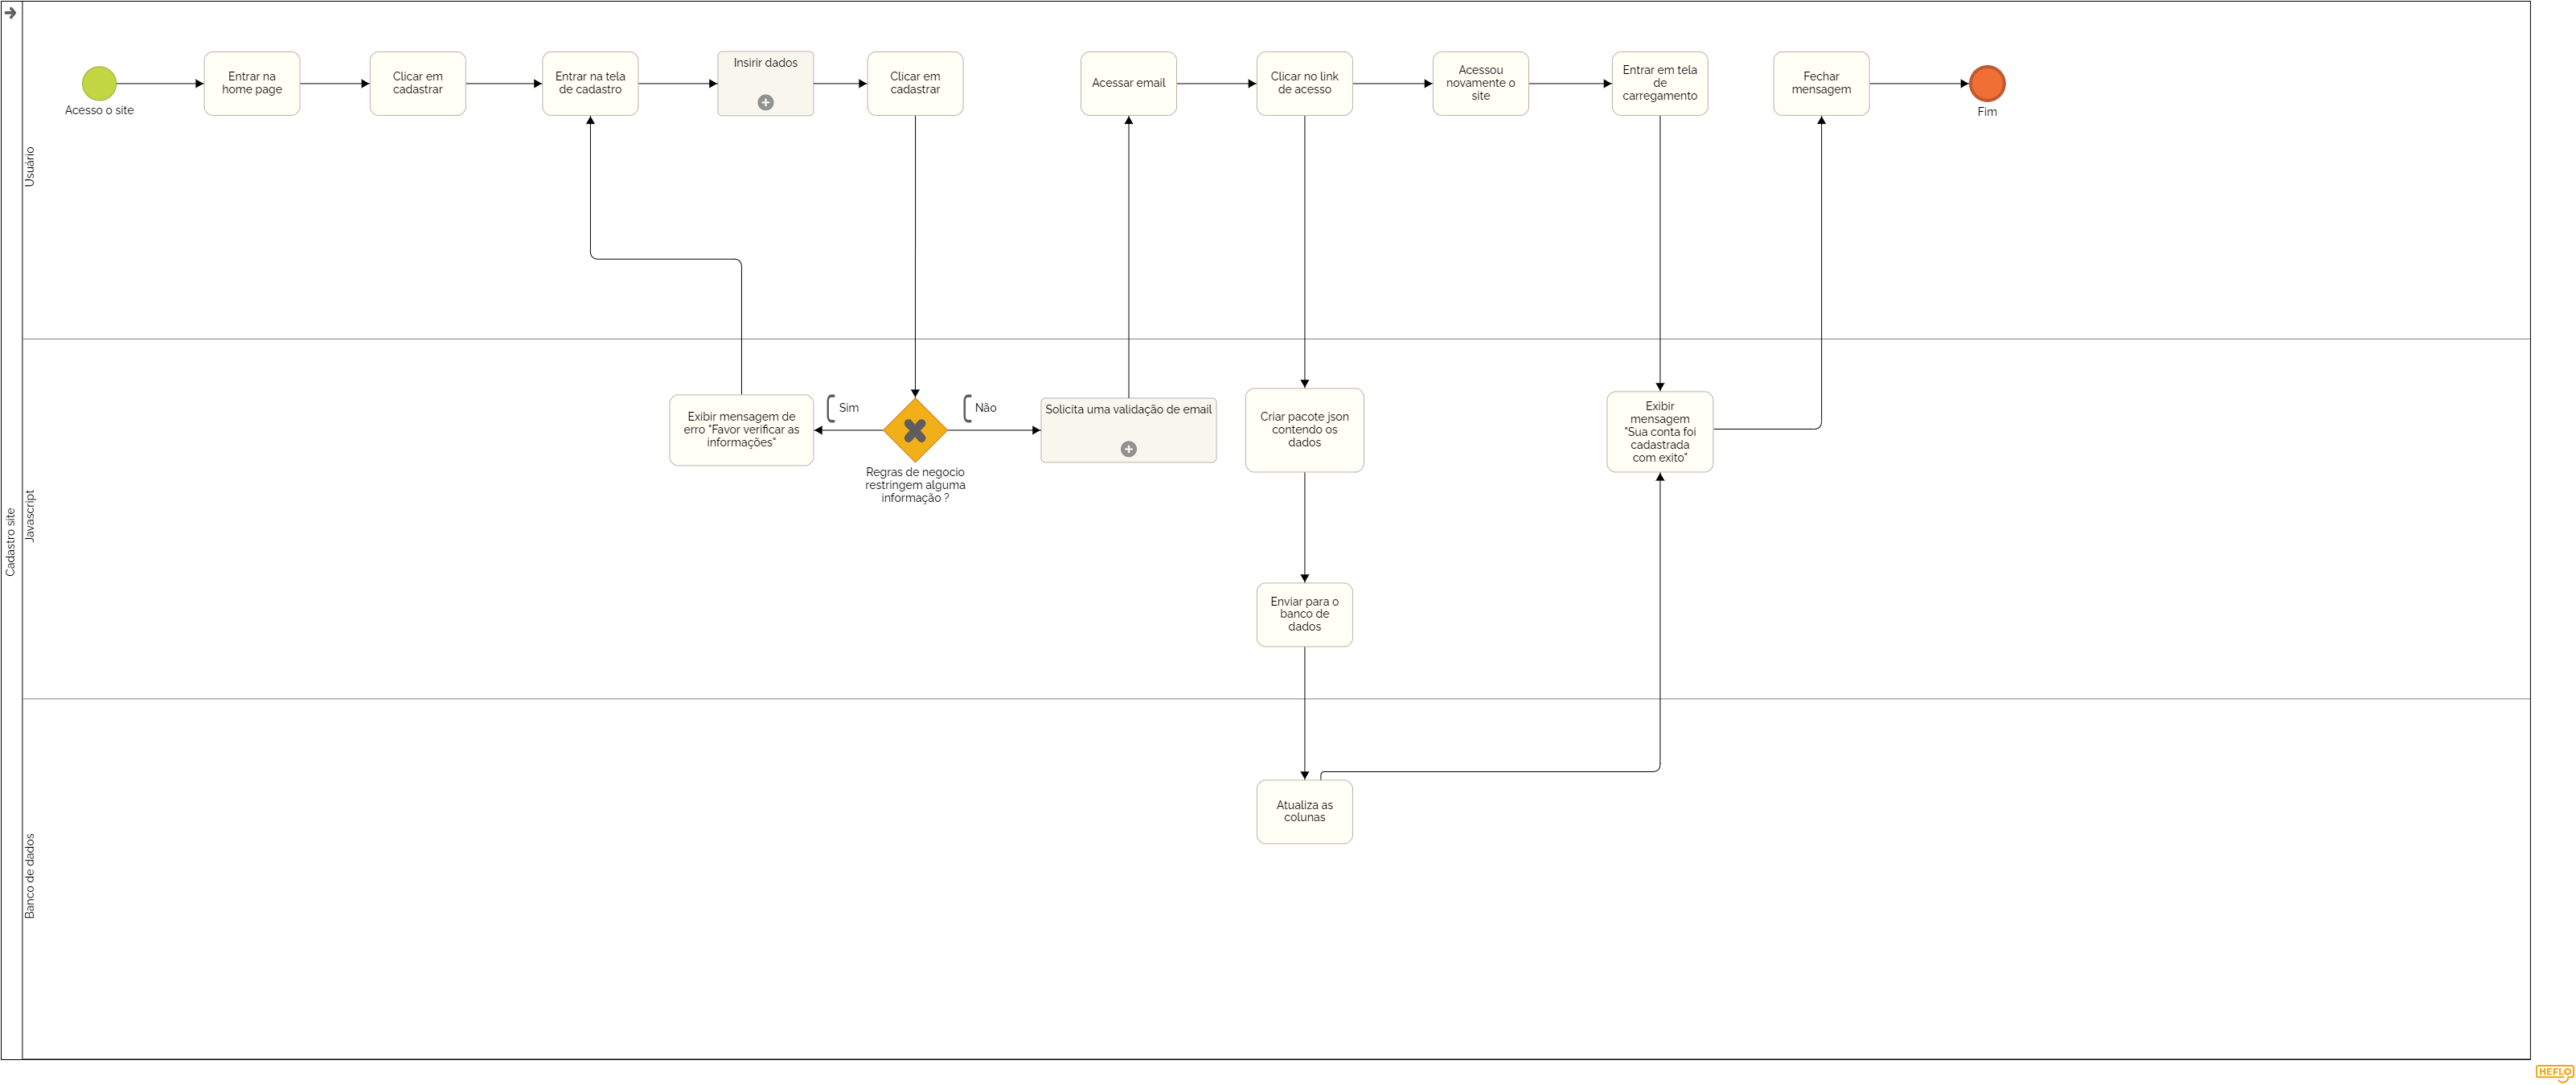 Cadastro site
Usuário
Acesso o site
Entrar na
home page
Clicar em
cadastrar
Entrar na tela
de cadastro
Insirir dados
Clicar em
cadastrar
Acessar email
Clicar no link
de acesso
Acessou
novamente o
site
Entrar em tela
de
carregamento
Fechar
mensagem
Fim
Javascript
Exibir mensagem de
erro "Favor verificar as
informações"
Sim
Regras de negocio
restringem alguma
informação ?
Não
Solicita uma validação de email
Criar pacote json
contendo os
dados
Exibir
mensagem
"Sua conta foi
cadastrada
com exito"
Enviar para o
banco de
dados
Banco de dados
Atualiza as
colunas
HEFLO